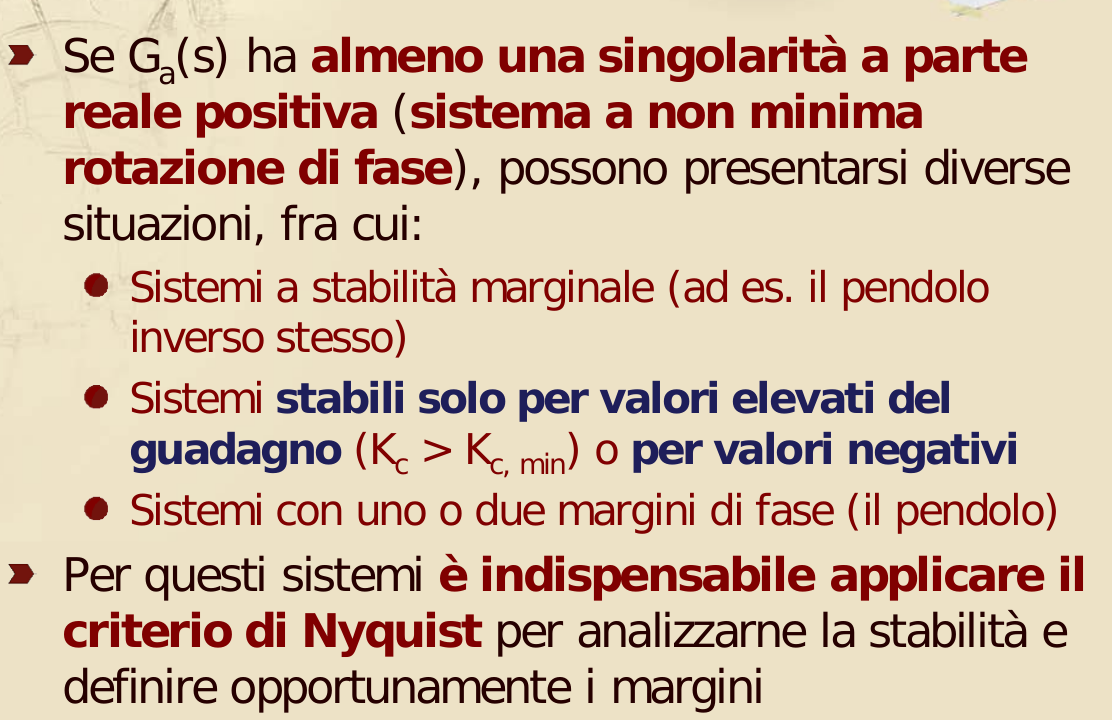 Se Ga(s) ha almeno una singolarità a parte
reale positiva (sistema a non minima
rotazione di fase), possono presentarsi diverse
situazioni, fra cui:
Sistemi a stabilità marginale (ad es. il pendolo
inverso stesso)
Sistemi stabili solo per valori elevati del
guadagno (Kc > Kc, min) o per valori negativi
Sistemi con uno o due margini di fase (il pendolo)
Per questi sistemi è indispensabile applicare il
criterio di Nyquist per analizzarne la stabilità e
definire opportunamente i margini